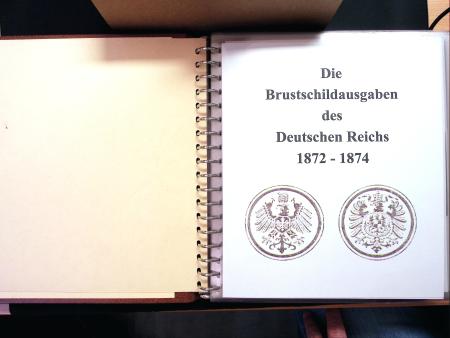 Die
Brustschildausgaben
des
Deutschen Reichs
1872 - 1874